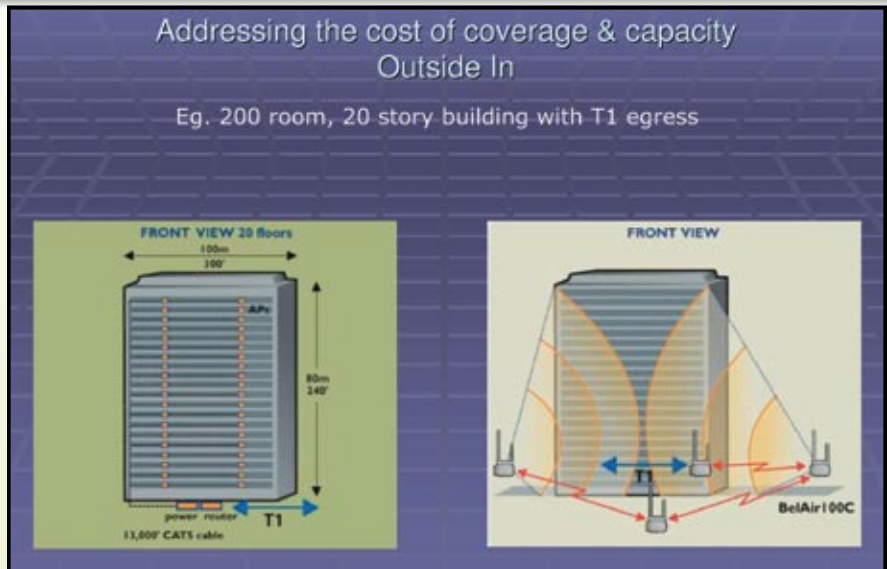 Addressing the cost of coverage & capacity
Outside In
Eg. 200 room, 20 story building with T1 egress
FRONT VIEW 20 floors
100m
300'
APs
80m
240'
power router
T1
13,000' CAT5 cable
FRONT VIEW
T1
BelAir100C